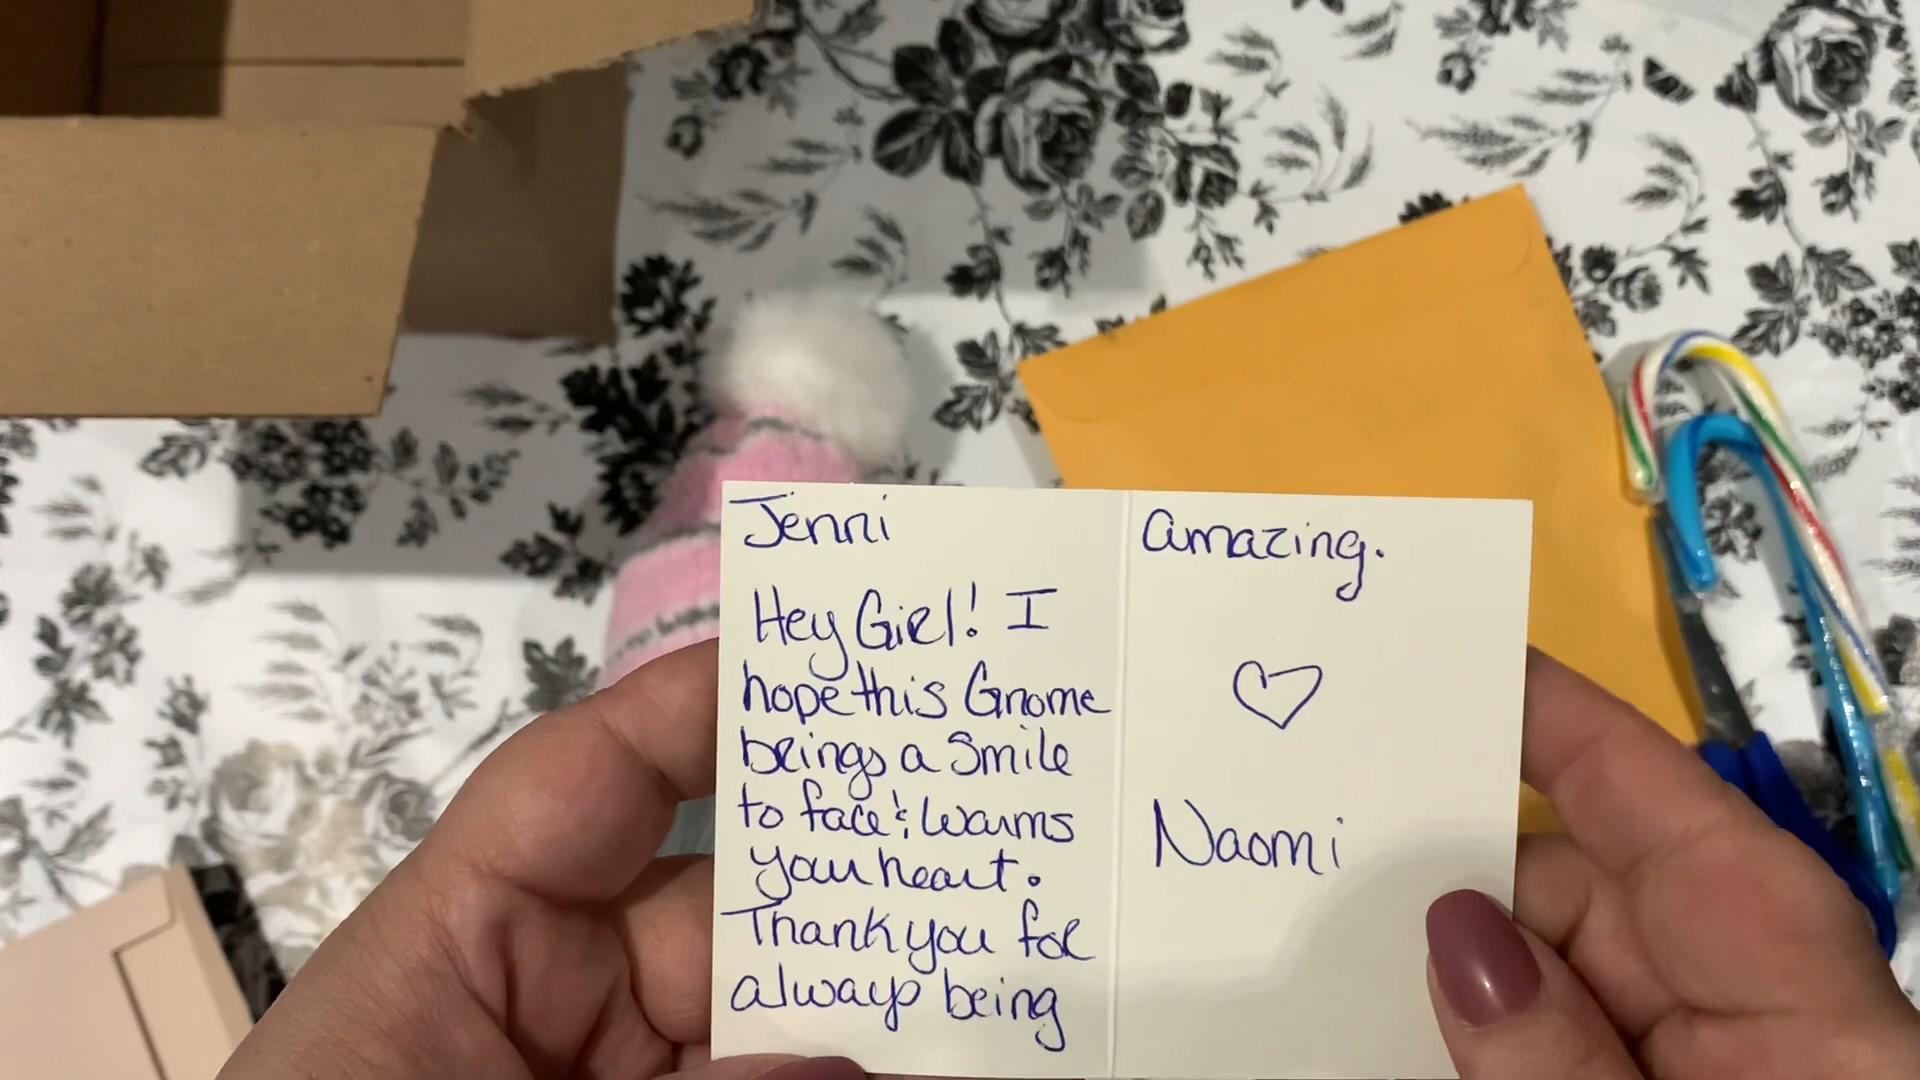 Jenni
Hey Girl! I
hope this Gnome
brings a smile
to face & warms
your heart.
Thank you for
always being
amazing.
♡
Naomi